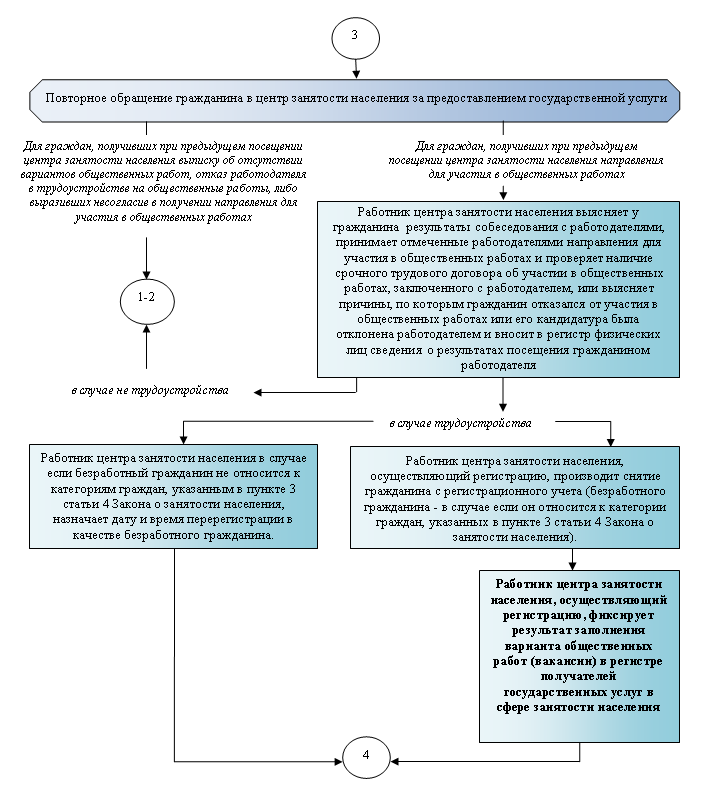 3
Повторное обращение гражданина в центр занятости населения за предоставлением государственной услуги
Для граждан, получивших при предыдущем посещении
центра занятости населения выписку об отсутствии
вариантов общественных работ, отказ работодателя
в трудоустройстве на общественные работы, либо
выразивших несогласие в получении направления для
участия в общественных работах
Для граждан, получивших при предыдущем
посещении центра занятости населения направления
для участия в общественных работах
Работник центра занятости населения выясняет у
гражданина результаты собеседования с работодателями,
принимает отмеченные работодателями направления для
участия в общественных работах и проверяет наличие
срочного трудового договора об участии в общественных
работах, заключенного с работодателем, или выясняет
причины, по которым гражданин отказался от участия в
общественных работах или его кандидатура была
отклонена работодателем и вносит в регистр физических
лиц сведения о результатах посещения гражданином
работодателя
1-2
в случае не трудоустройства
в случае трудоустройства
Работник центра занятости населения в случае
если безработный гражданин не относится к
категориям граждан, указанным в пункте 3
статьи 4 Закона о занятости населения,
назначает дату и время перерегистрации в
качестве безработного гражданина.
Работник центра занятости населения,
осуществляющий регистрацию, производит снятие
гражданина с регистрационного учета (безработного
гражданина - в случае если он относится к категории
граждан, указанных в пункте 3 статьи 4 Закона о
занятости населения).
Работник центра занятости
населения, осуществляющий
регистрацию, фиксирует
результат заполнения
варианта общественных
работ (вакансии) в регистре
получателей
государственных услуг в
сфере занятости населения
4